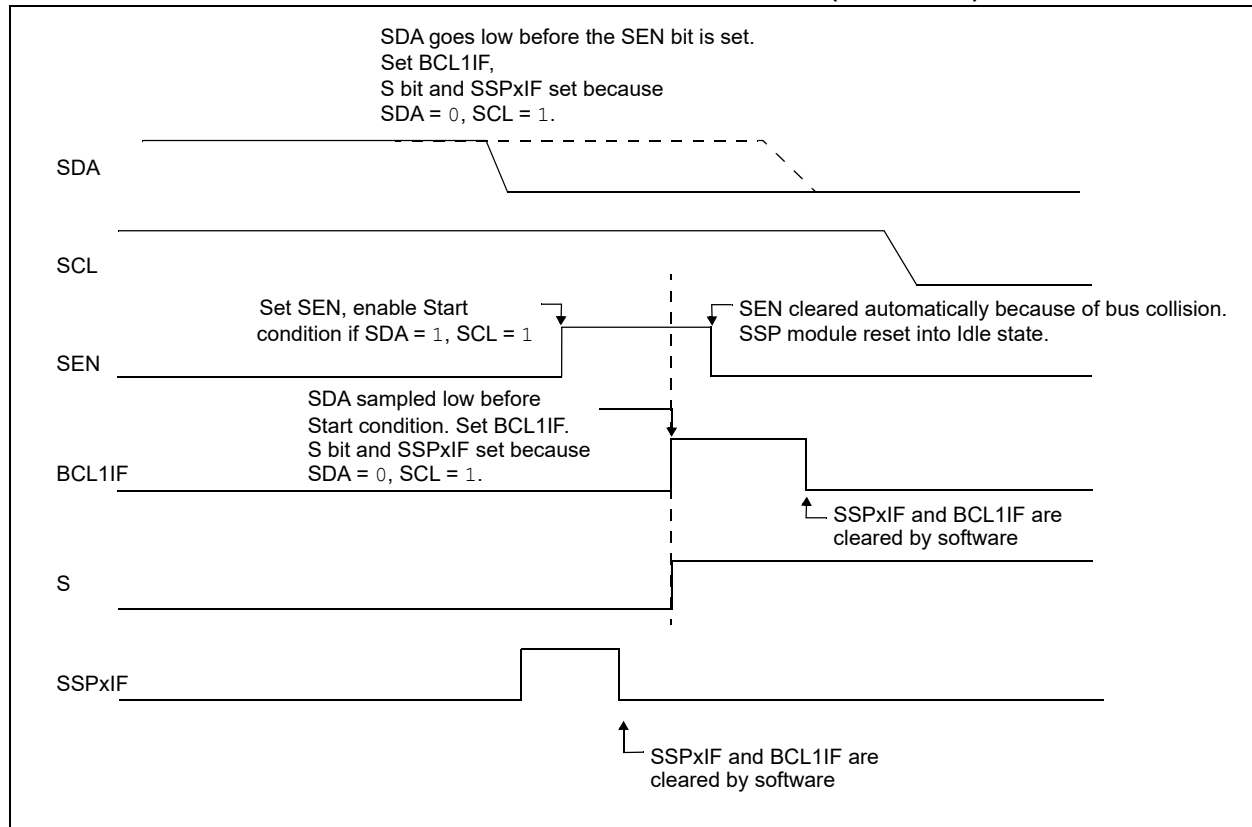 SDA goes low before the SEN bit is set.
Set BCL1IF,
S bit and SSPxIF set because
SDA = 0, SCL = 1.
SDA
SCL
Set SEN, enable Start
condition if SDA = 1, SCL = 1
SEN cleared automatically because of bus collision.
SSP module reset into Idle state.
SEN
SDA sampled low before
Start condition. Set BCL1IF.
S bit and SSPxIF set because
SDA = 0, SCL = 1.
BCL1IF
SSPxIF and BCL1IF are
cleared by software
S
SSPxIF
SSPxIF and BCL1IF are
cleared by software